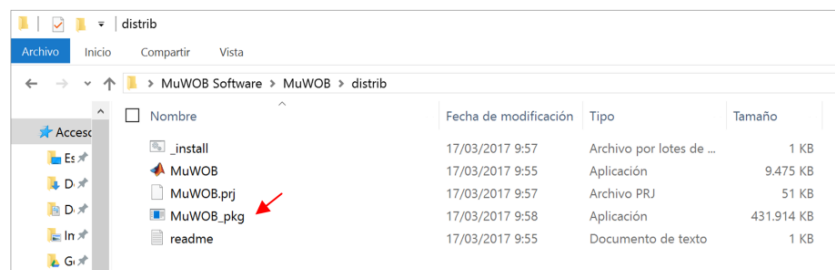 distrib
Archivo Inicio Compartir Vista
MuWOB Software > MuWOB > distrib
Nombre Fecha de modificación Tipo Tamaño
Acceso
_install 17/03/2017 9:57 Archivo por lotes de ... 1 KB
Es
MuWOB 17/03/2017 9:55 Aplicación 9.475 KB
D
MuWOB.prj 17/03/2017 9:57 Archivo PRJ 51 KB
D
MuWOB_pkg 17/03/2017 9:58 Aplicación 431.914 KB
In
readme 17/03/2017 9:55 Documento de texto 1 KB
G